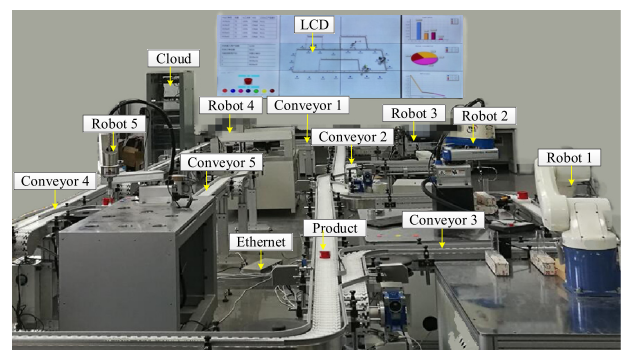 LCD
Cloud
Robot 4
Conveyor 1
Robot 3
Robot 2
Robot 5
Conveyor 2
Robot 1
Conveyor 5
Conveyor 4
Conveyor 3
Product
Ethernet